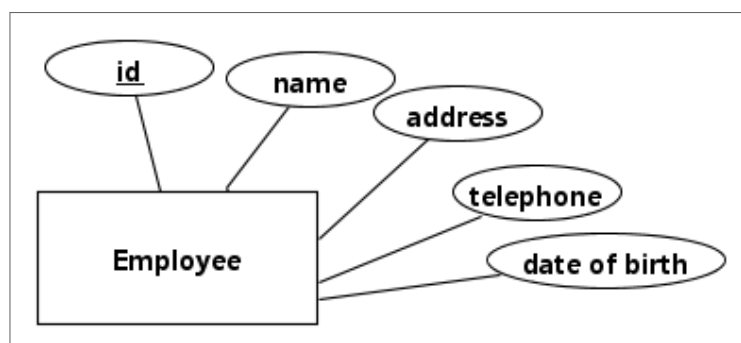 id
name
address
telephone
date of birth
Employee